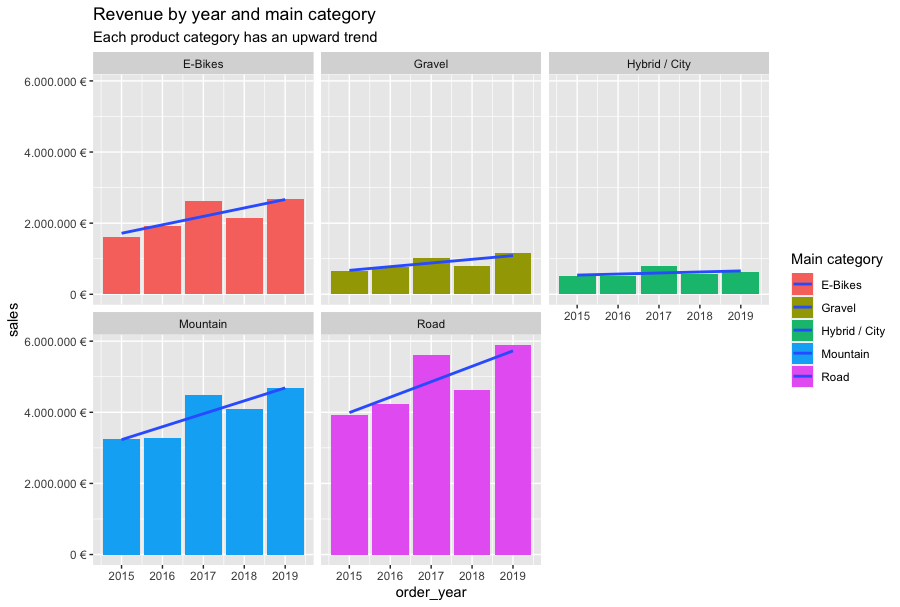 Revenue by year and main category
Each product category has an upward trend
E-Bikes
Gravel
Hybrid / City
6.000.000 €
4.000.000 €
2.000.000 €
0 €
2015 2016 2017 2018 2019
sales
Mountain
Road
6.000.000 €
4.000.000 €
2.000.000 €
0 €
2015 2016 2017 2018 2019
2015 2016 2017 2018 2019
order_year
Main category
E-Bikes
Gravel
Hybrid / City
Mountain
Road